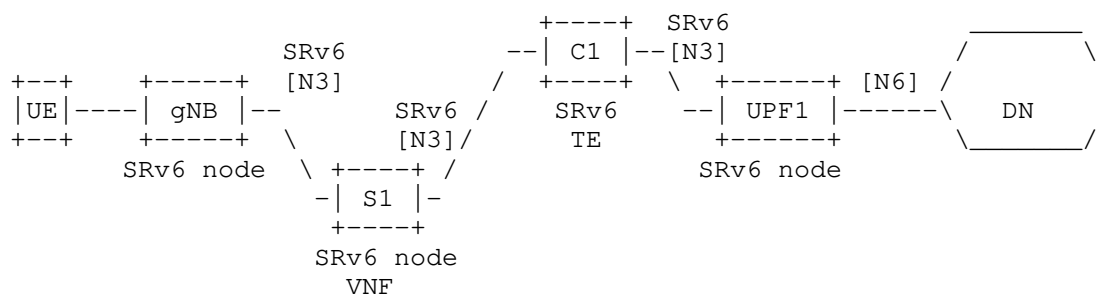 SRv6
SRv6
C1
[N3]
SRv6
[N3]
[N6]
UE
gNB
SRv6
SRv6
UPF1
DN
[N3]
TE
SRv6 node
SRv6 node
S1
SRv6 node
VNF